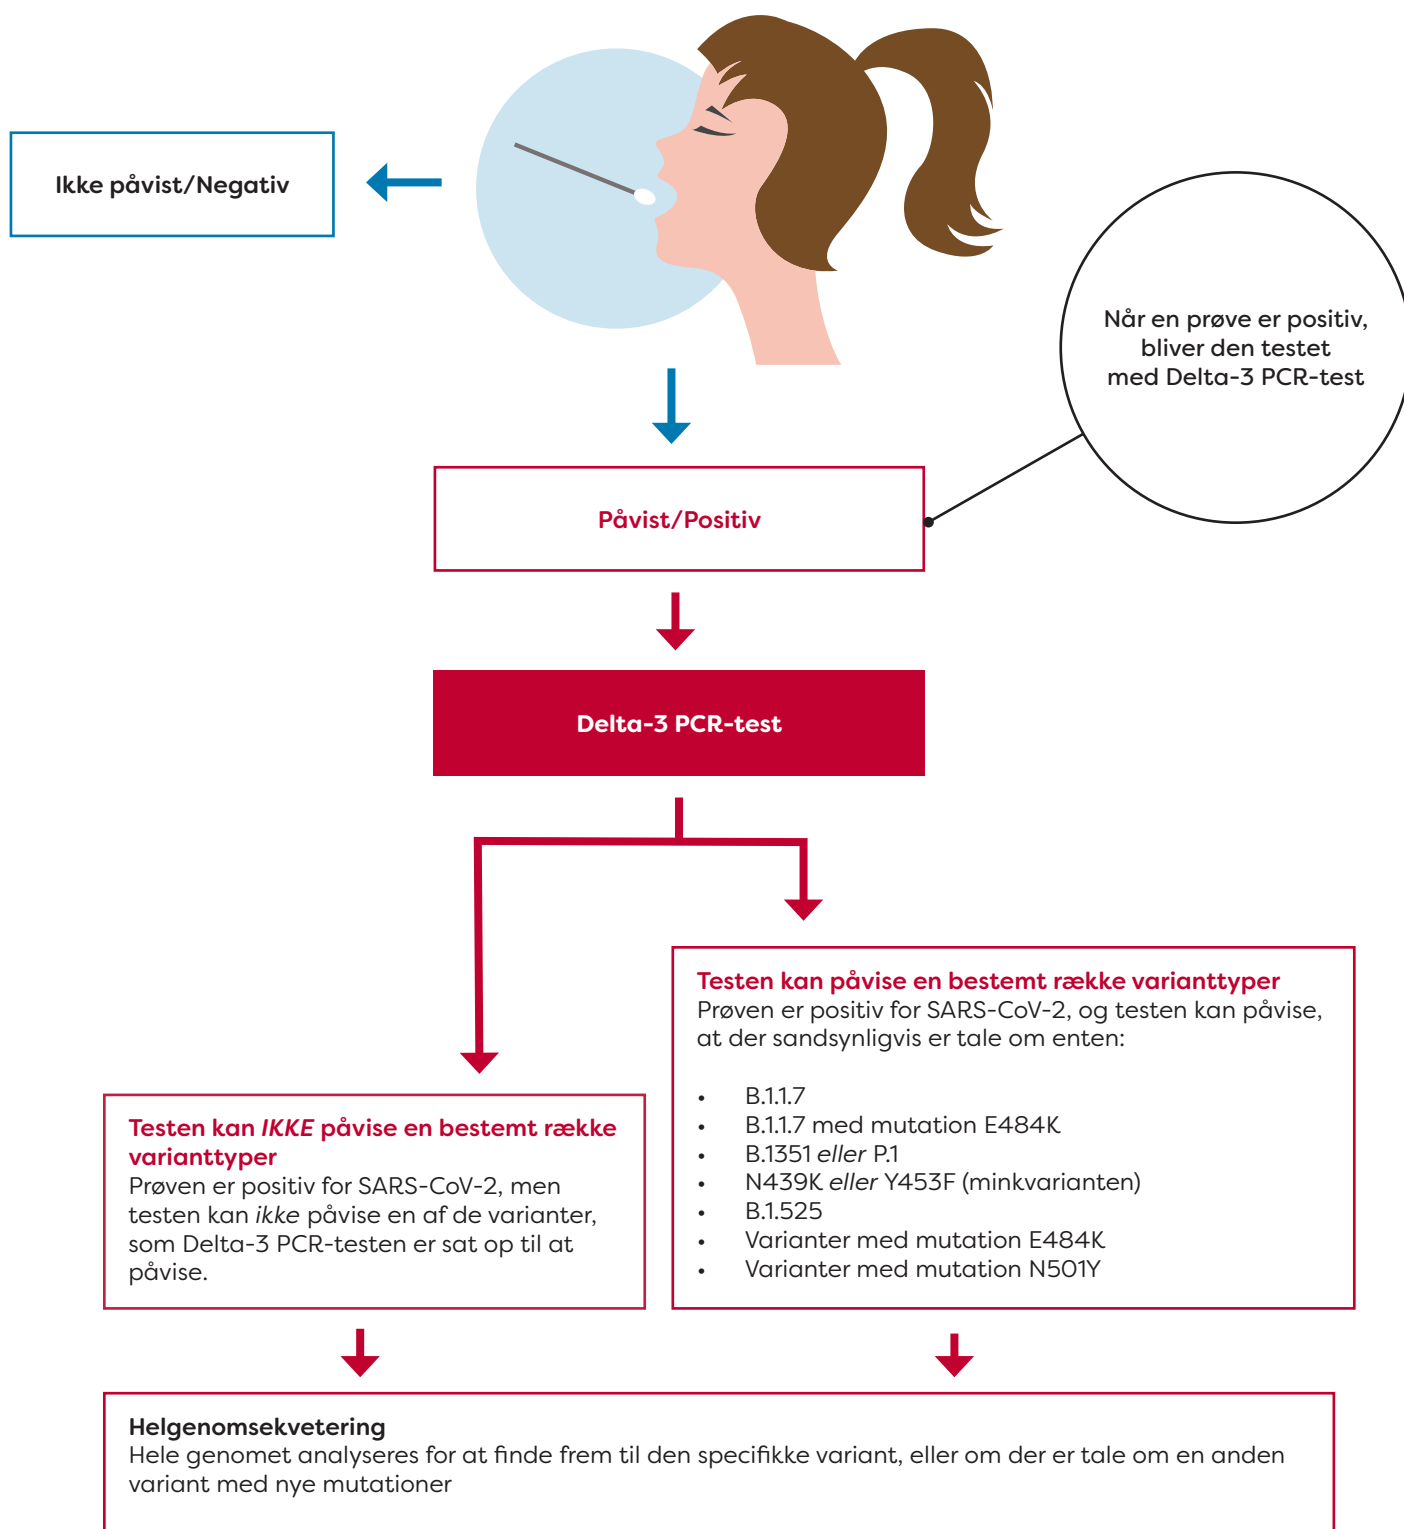 Ikke påvist/Negativ
Når en prøve er positiv,
bliver den testet
med Delta-3 PCR-test
Påvist/Positiv
Delta-3 PCR-test
Testen kan IKKE påvise en bestemt række
varianttyper
Prøven er positiv for SARS-CoV-2, men
testen kan ikke påvise en af de varianter,
som Delta-3 PCR-testen er sat op til at
påvise.
Testen kan påvise en bestemt række varianttyper
Prøven er positiv for SARS-CoV-2, og testen kan påvise,
at der sandsynligvis er tale om enten:
• B.1.1.7
• B.1.1.7 med mutation E484K
• B.1351 eller P.1
• N439K eller Y453F (minkvarianten)
• B.1.525
• Varianter med mutation E484K
• Varianter med mutation N501Y
Helgenomsekvetering
Hele genomet analyseres for at finde frem til den specifikke variant, eller om der er tale om en anden
variant med nye mutationer